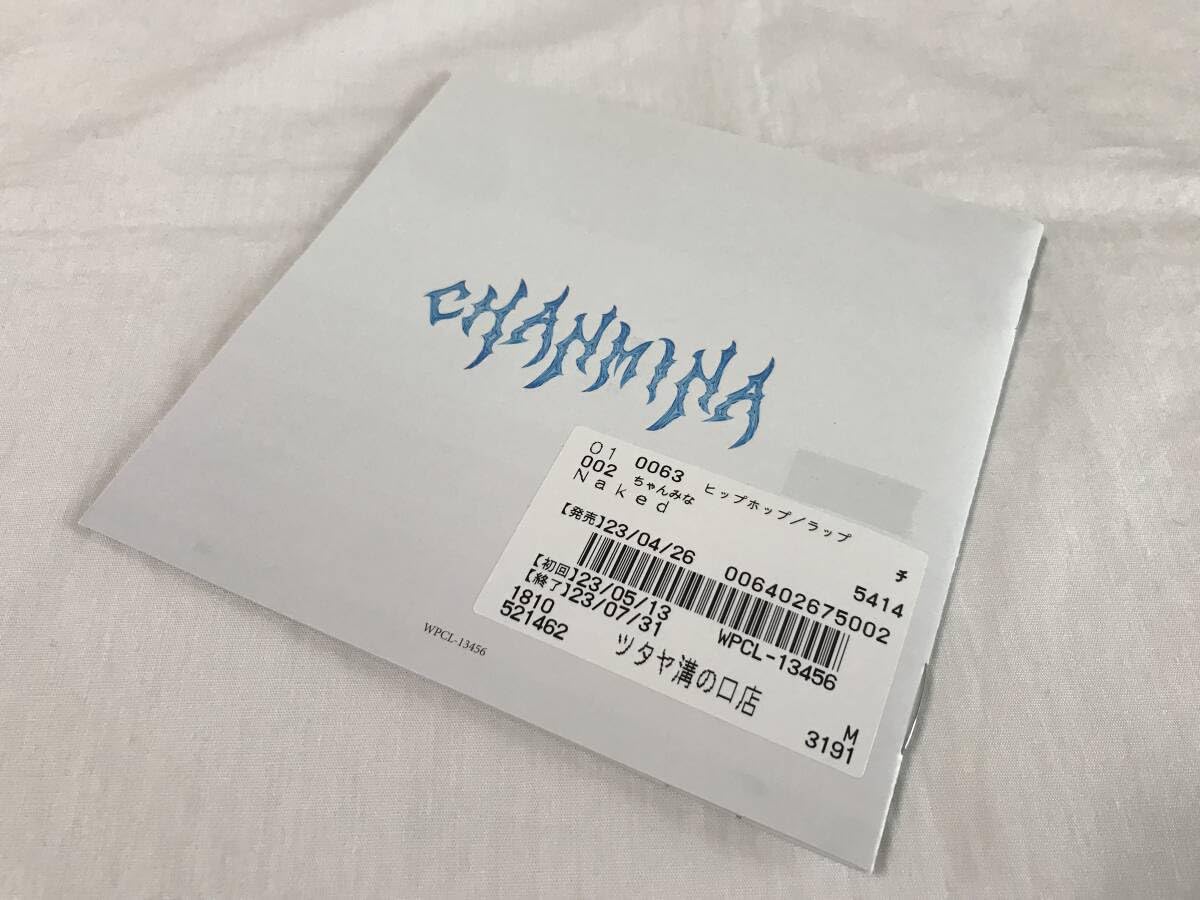 CHANMINA
01 0063 ヒップホップ/ラップ
002 ちゃんみな
Naked
【発売】23/04/26
チ
5414
006402675002
【初回】23/05/13
【終了】23/07/31
WPCL-13456
1810
521462
ツタヤ溝の口店
M
3191
WPCL-13456